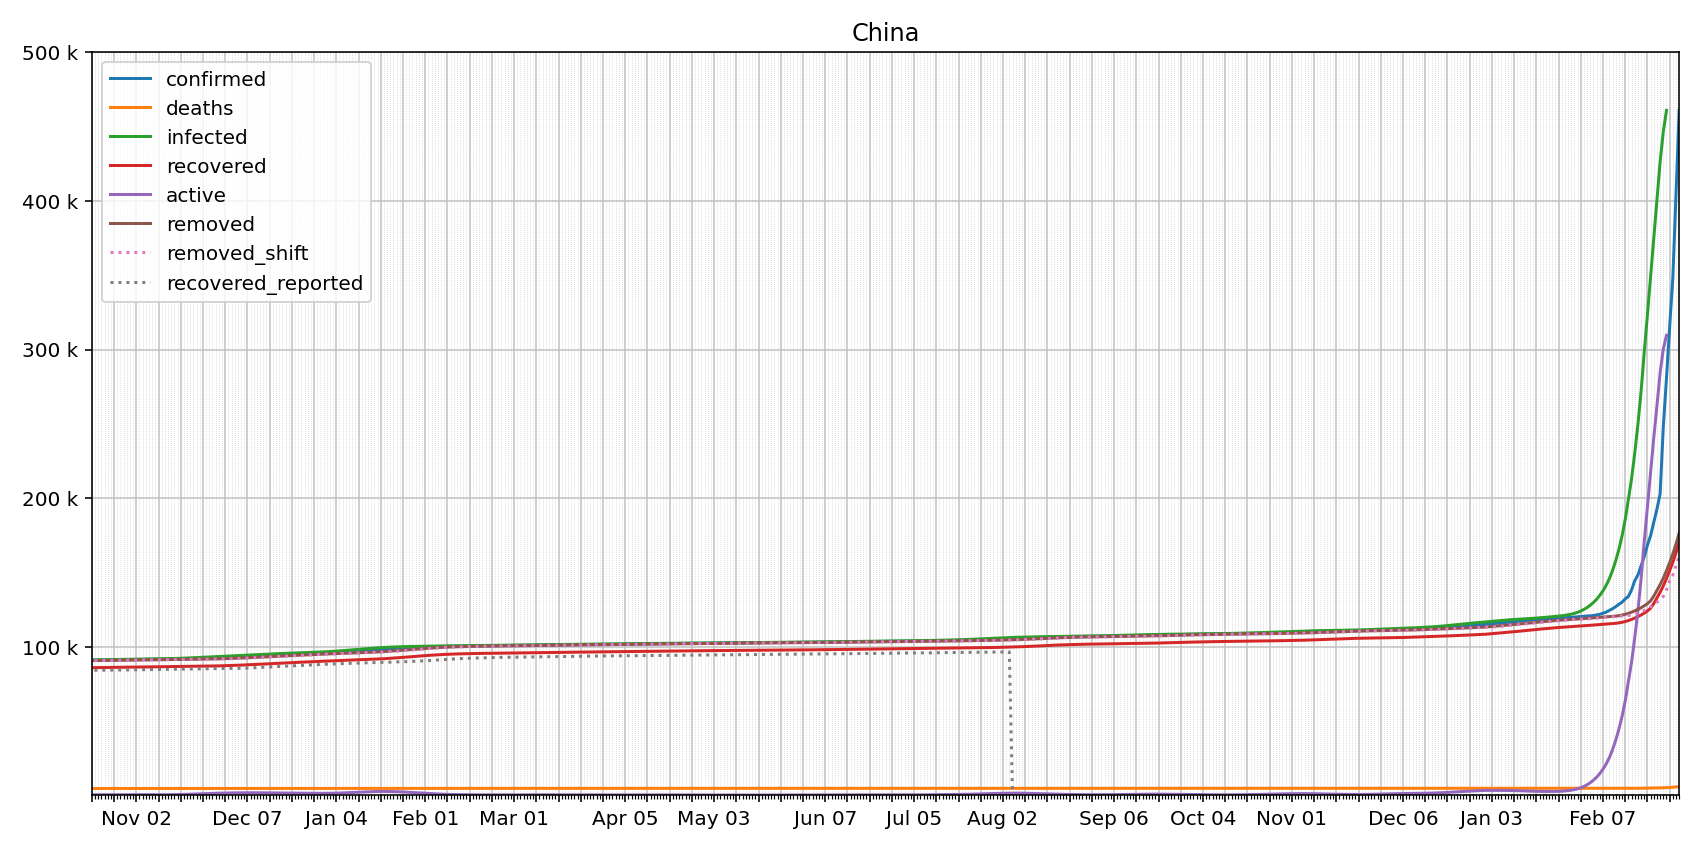 China
500 k
400 k
300 k
200 k
100 k
confirmed
deaths
infected
recovered
active
removed
removed_shift
recovered_reported
Nov 02 Dec 07 Jan 04 Feb 01 Mar 01 Apr 05 May 03 Jun 07 Jul 05 Aug 02 Sep 06 Oct 04 Nov 01 Dec 06 Jan 03 Feb 07